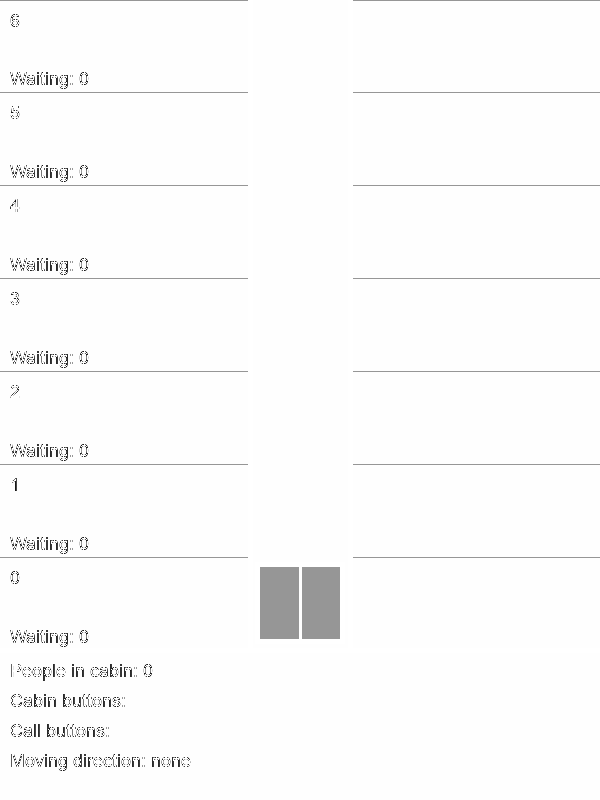 6
Waiting: 0
5
Waiting: 0
4
Waiting: 0
3
Waiting: 0
2
Waiting: 0
1
Waiting: 0
0
Waiting: 0
People in cabin: 0
Cabin buttons:
Call buttons:
Moving direction: none